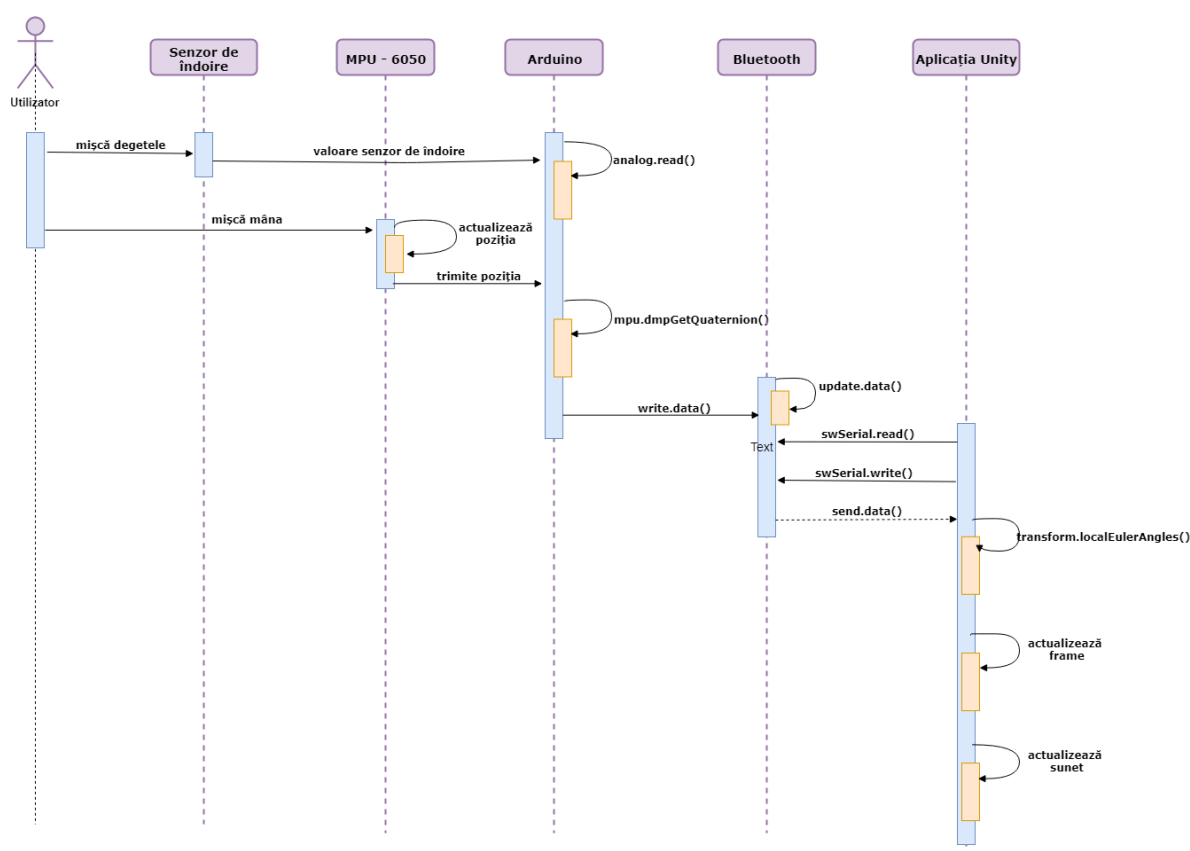 Utilizator
Senzor de
îndoire
MPU - 6050
Arduino
Bluetooth
Aplicația Unity
mișcă degetele
valoare senzor de îndoire
analog.read()
mișcă mâna
actualizează
poziția
trimite poziția
mpu.dmpGetQuaternion()
update.data()
write.data()
swSerial.read()
Text
swSerial.write()
send.data()
transform.localEulerAngles()
actualizează
frame
actualizează
sunet